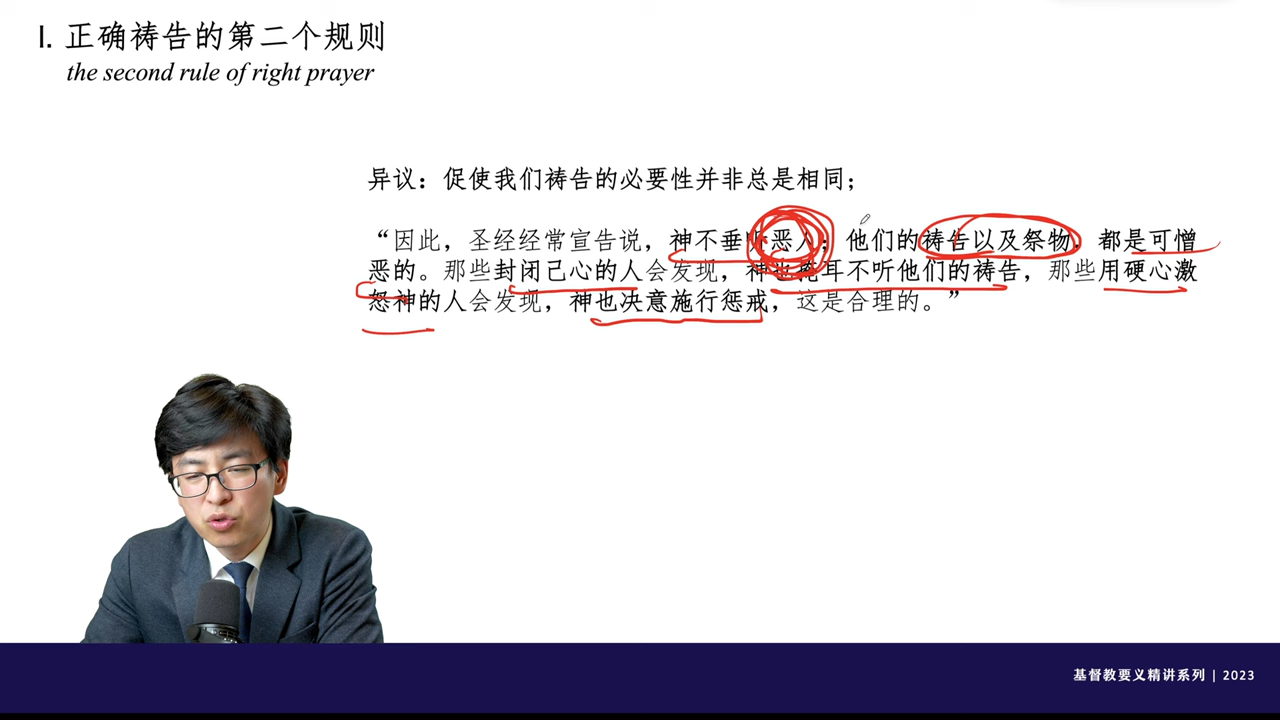 I. 正确祷告的第二个规则
the second rule of right prayer
异议：促使我们祷告的必要性并非总是相同；
“因此，圣经经常宣告说，神不垂听恶人；他们的祷告以及祭物，都是可憎
恶的。那些封闭己心的人会发现，神也掩耳不听他们的祷告，那些用硬心激
怒神的人会发现，神也决意施行惩戒，这是合理的。”
基督教要义精讲系列 | 2023